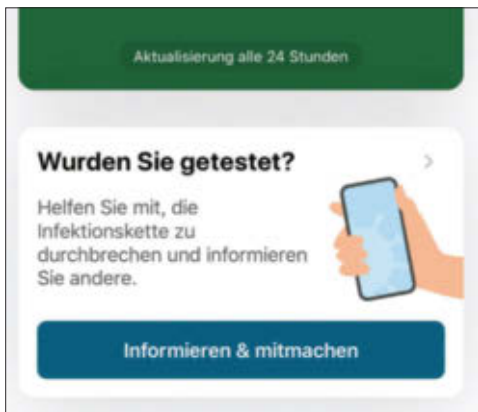 Aktualisierung alle 24 Stunden
Wurden Sie getestet?
Helfen Sie mit, die
Infektionskette zu
durchbrechen und informieren
Sie andere.
Informieren & mitmachen